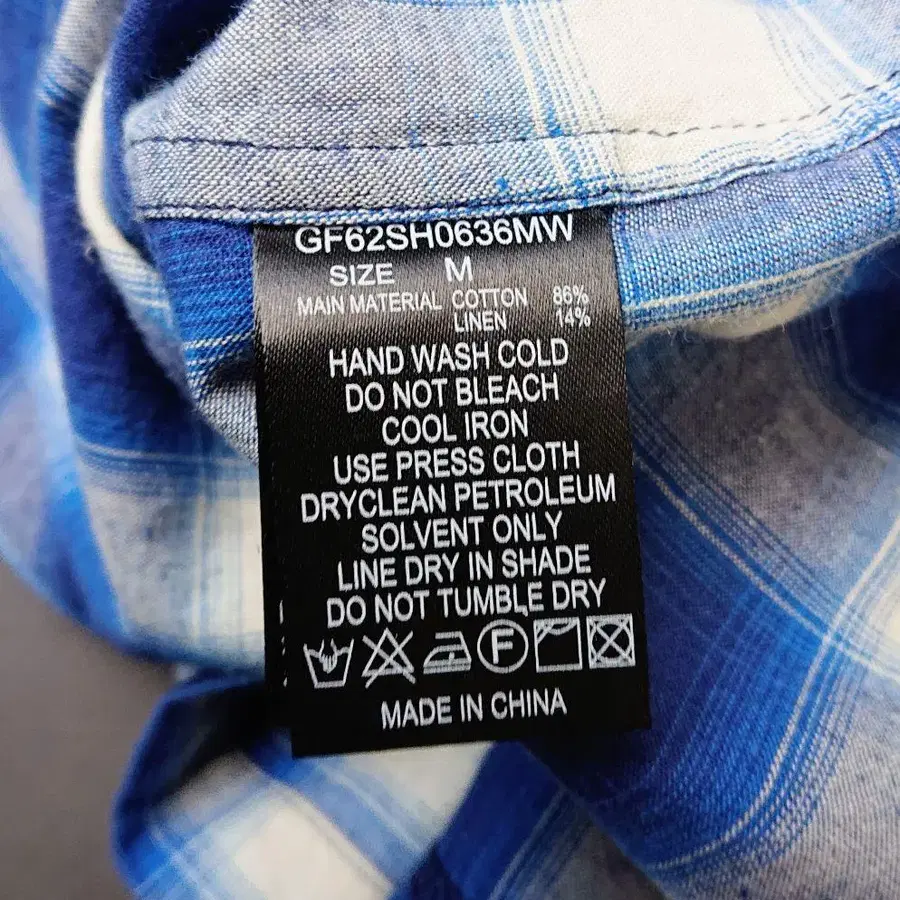 GF62SH0636MW
SIZE M
MAIN MATERIAL COTTON 86%
LINEN 14%
HAND WASH COLD
DO NOT BLEACH
COOL IRON
USE PRESS CLOTH
DRYCLEAN PETROLEUM
SOLVENT ONLY
LINE DRY IN SHADE
DO NOT TUMBLE DRY
F
MADE IN CHINA